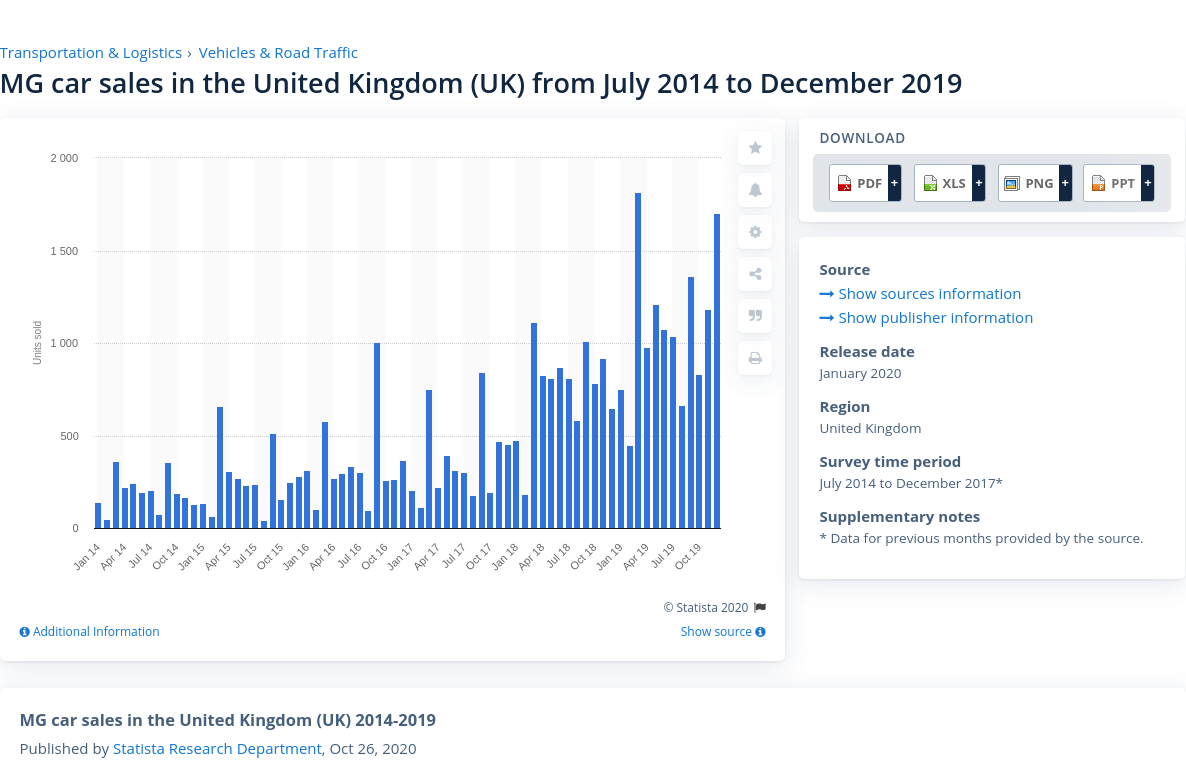 Transportation & Logistics › Vehicles & Road Traffic
MG car sales in the United Kingdom (UK) from July 2014 to December 2019
2 000
1 500
1 000
500
0
Units sold
Jan 14
Apr 14
Jul 14
Oct 14
Jan 15
Apr 15
Jul 15
Oct 15
Jan 16
Apr 16
Jul 16
Oct 16
Jan 17
Apr 17
Jul 17
Oct 17
Jan 18
Apr 18
Jul 18
Oct 18
Jan 19
Apr 19
Jul 19
Oct 19
© Statista 2020
Additional Information
Show source
DOWNLOAD
PDF + XLS + PNG + PPT +
Source
Show sources information
Show publisher information
Release date
January 2020
Region
United Kingdom
Survey time period
July 2014 to December 2017*
Supplementary notes
* Data for previous months provided by the source.
MG car sales in the United Kingdom (UK) 2014-2019
Published by Statista Research Department, Oct 26, 2020